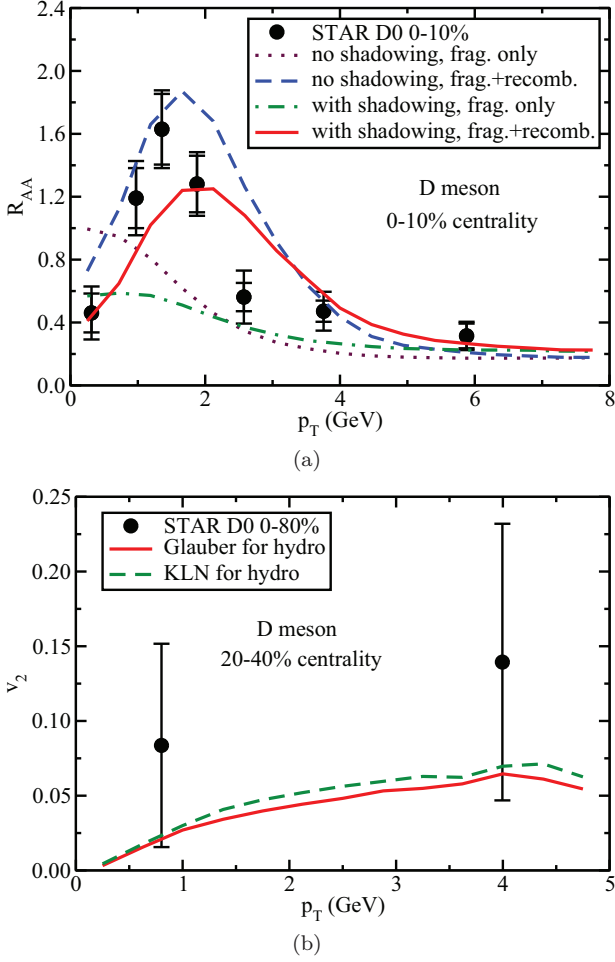 STAR D0 0-10%
no shadowing, frag. only
no shadowing, frag.+recomb.
with shadowing, frag. only
with shadowing, frag.+recomb.
D meson
0-10% centrality
R_AA
2.4
2.0
1.6
1.2
0.8
0.4
0.0
0 2 4 6 8
p_T (GeV)
(a)
STAR D0 0-80%
Glauber for hydro
KLN for hydro
D meson
20-40% centrality
v_2
0.25
0.20
0.15
0.10
0.05
0.00
0 1 2 3 4 5
p_T (GeV)
(b)